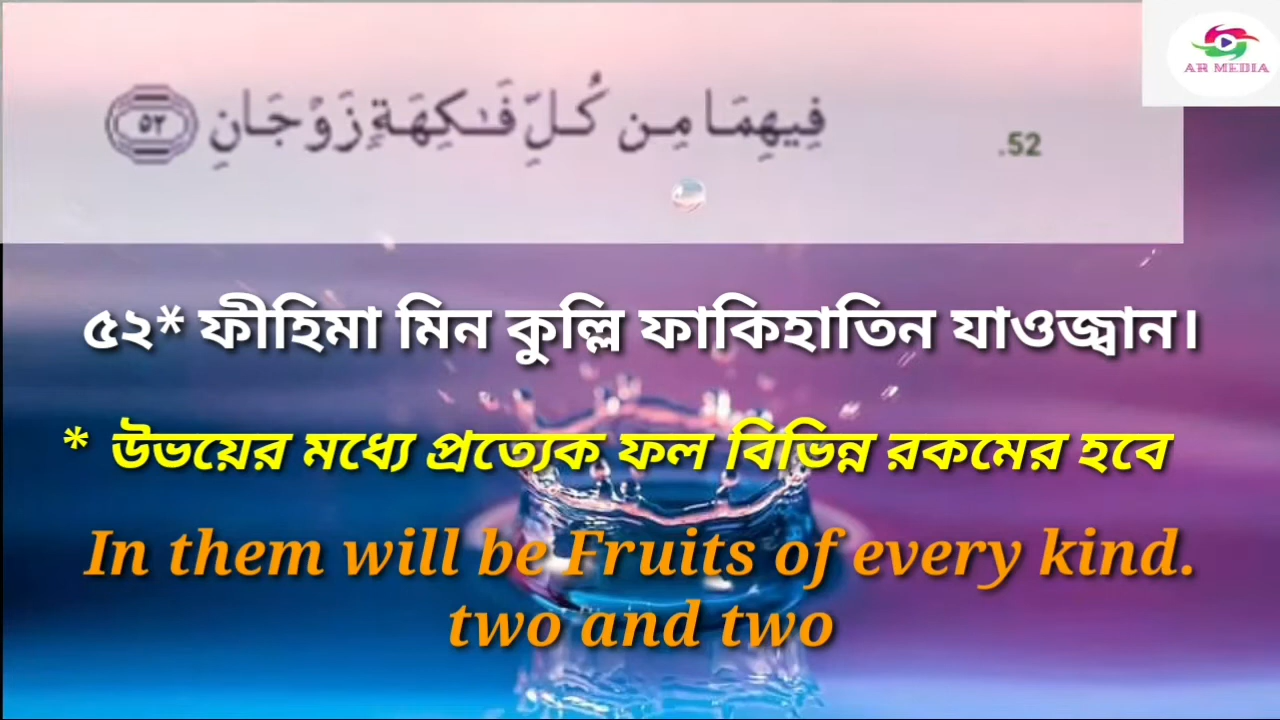 AR MEDIA
فِيهِمَا مِن كُلِّ فَـٰكِهَةٍ زَوْجَانِ ٥٢
.52
৫২* ফীহিমা মিন কুল্লি ফাকিহাতিন যাওজ্বান।
* উভয়ের মধ্যে প্রত্যেক ফল বিভিন্ন রকমের হবে
In them will be Fruits of every kind.
two and two